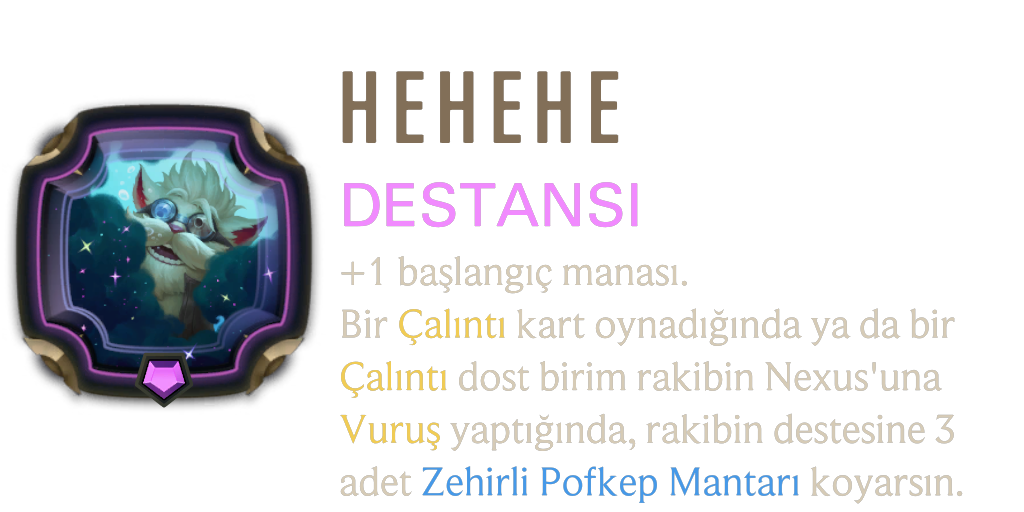 HEHEHE
DESTANSI
+1 başlangıç manası.
Bir Çalıntı kart oynadığında ya da bir
Çalıntı dost birim rakibin Nexus'una
Vuruş yaptığında, rakibin destesine 3
adet Zehirli Pofkep Mantarı koyarsın.